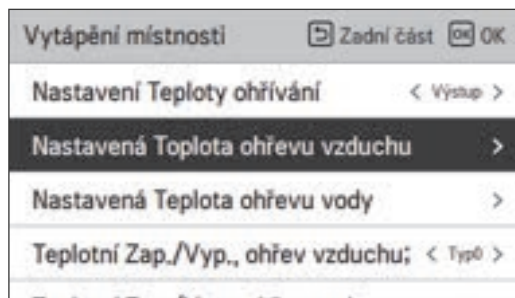 Vytápění místnosti Zadní část OK OK
Nastavení Teploty ohřívání < Výstup >
Nastavená Toplota ohřevu vzduchu >
Nastavená Teplota ohřevu vody >
Teplotní Zap./Vyp., ohřev vzduchu; < Typ0 >